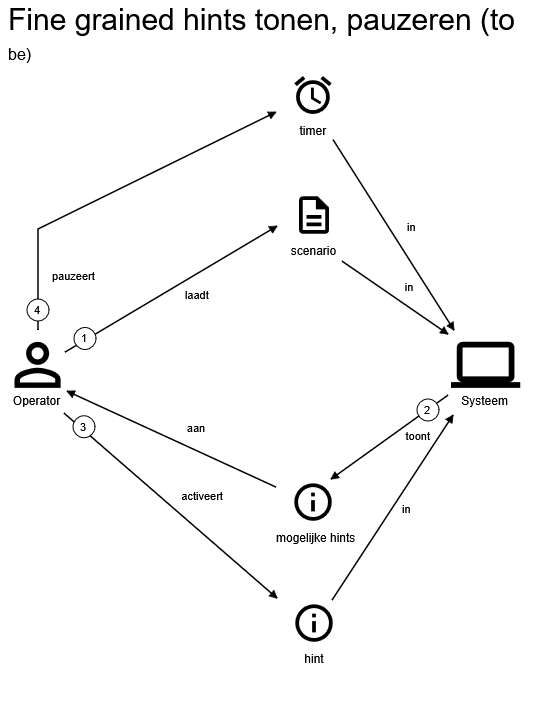 Fine grained hints tonen, pauzeren (to
be)
timer
in
scenario
pauzeert
in
laadt
4
1
Operator
Systeem
2
3
aan
toont
activeert
in
mogelijke hints
hint